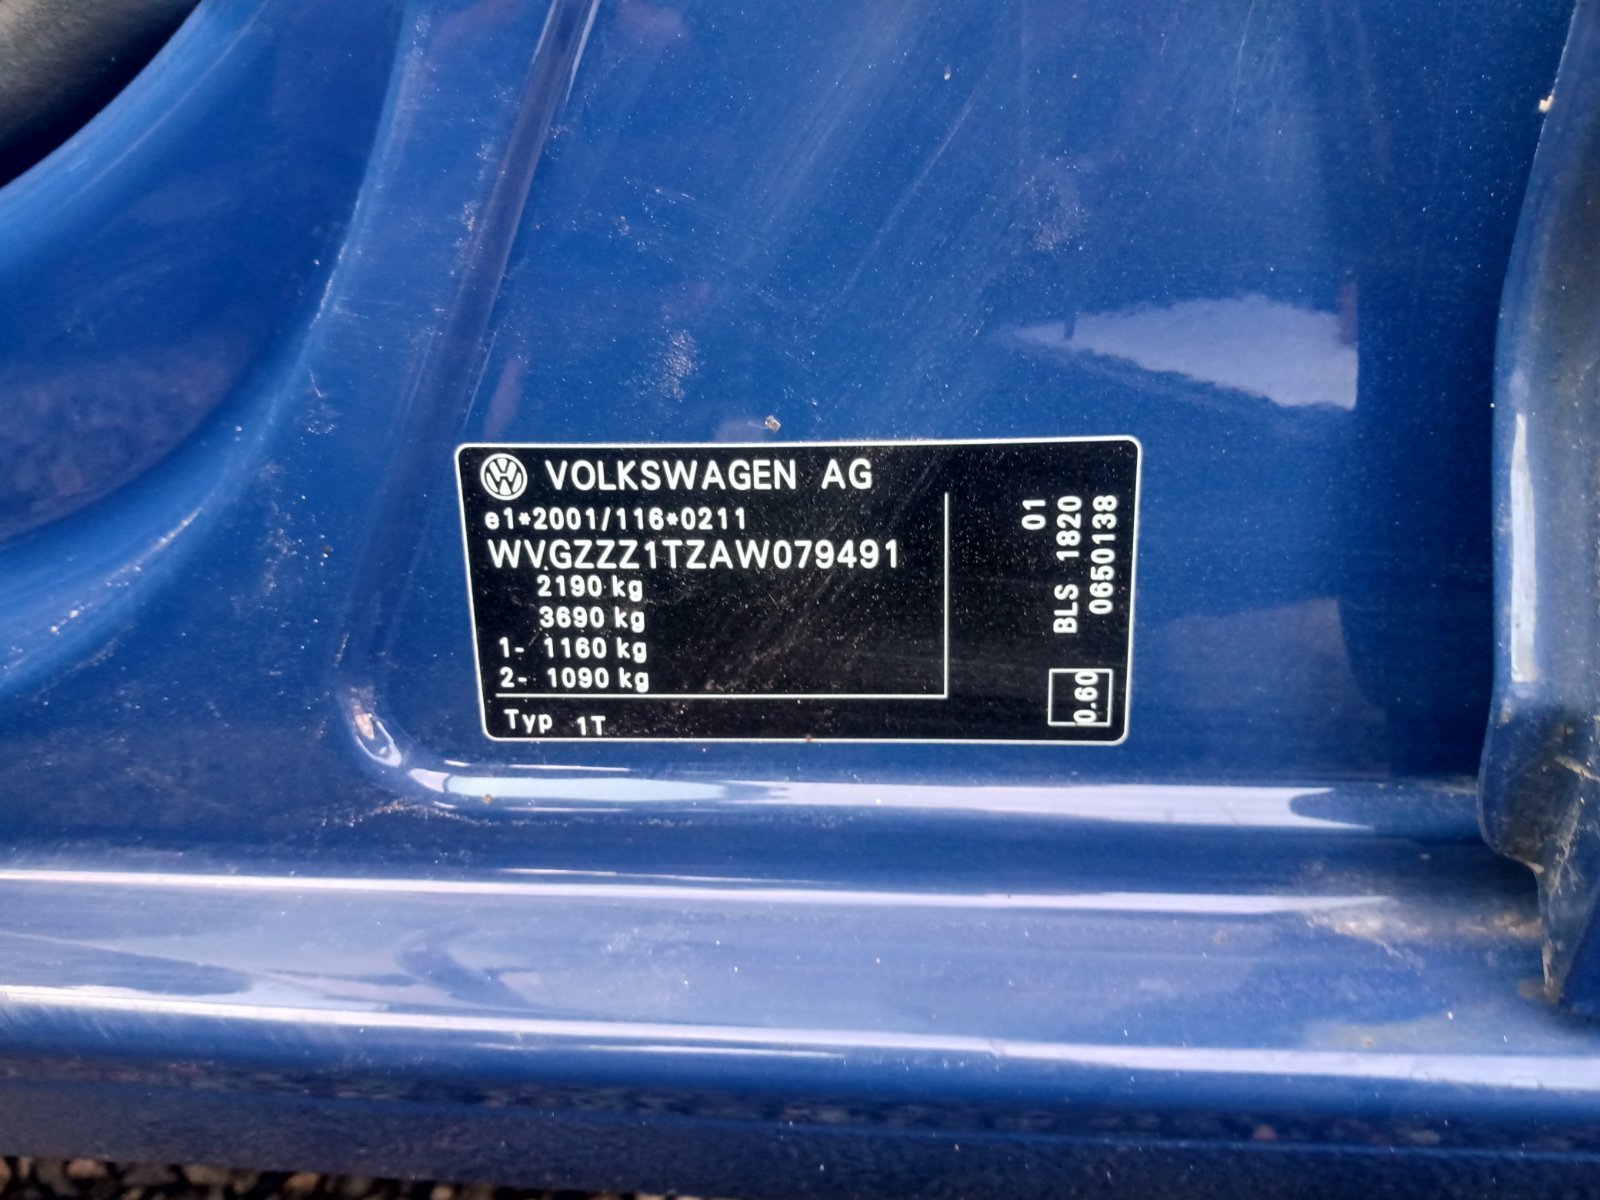 VOLKSWAGEN AG
e1*2001/116*0211
WVGZZZ1TZAW079491
2190 kg
3690 kg
1- 1160 kg
2- 1090 kg
Typ 1T
01
BLS 1820
0650138
0.60